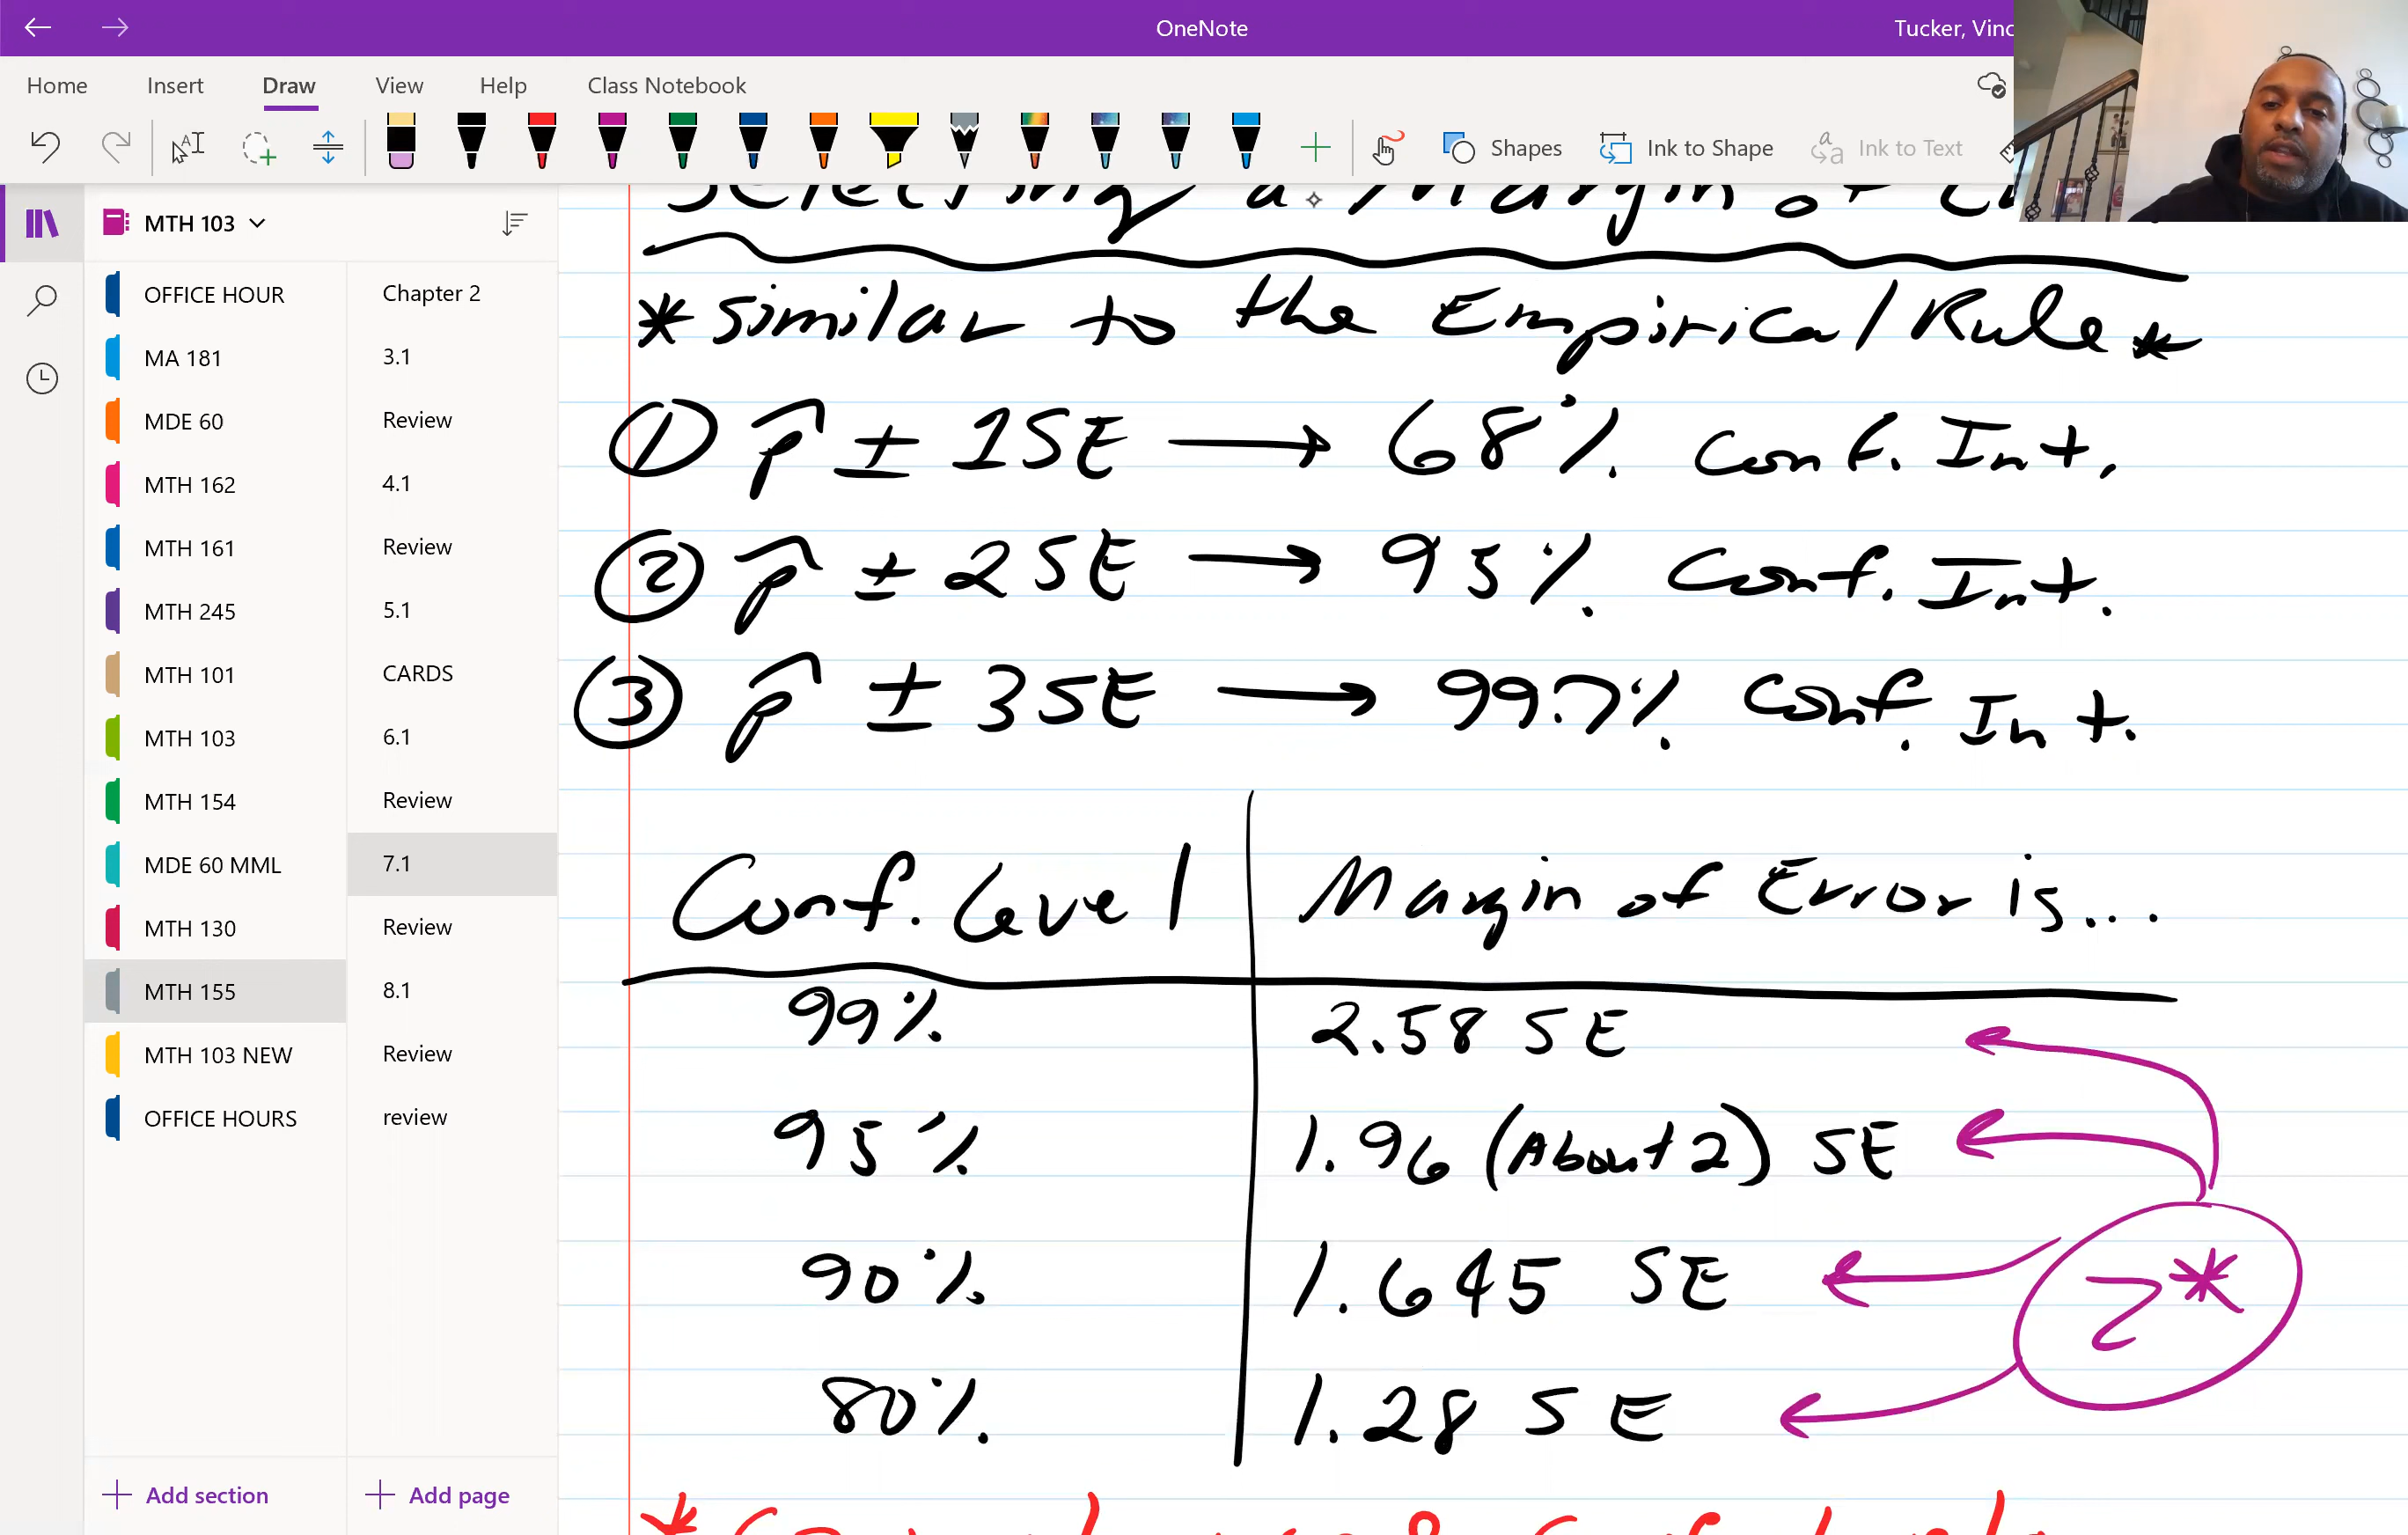 OneNote
Tucker, Vinc
Home Insert Draw View Help Class Notebook
Shapes Ink to Shape Ink to Text
MTH 103
OFFICE HOUR
MA 181
MDE 60
MTH 162
MTH 161
MTH 245
MTH 101
MTH 103
MTH 154
MDE 60 MML
MTH 130
MTH 155
MTH 103 NEW
OFFICE HOURS
Add section
Chapter 2
3.1
Review
4.1
Review
5.1
CARDS
6.1
Review
7.1
Review
8.1
Review
review
Add page
Selecting a Margin of
*Similar to the Empirical Rule*
① p̂ ± 1SE → 68% Conf. Int.
② p̂ ± 2SE → 95% Conf. Int.
③ p̂ ± 3SE → 99.7% Conf. Int.
Conf. Level | Margin of Error is...
99% 2.58 SE
95% 1.96 (About 2) SE
90% 1.645 SE
80% 1.28 SE
z*